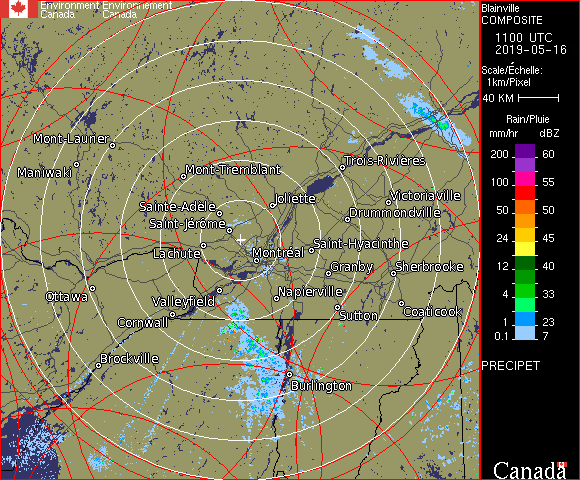 Environment Environnement
Canada Canada
Blainville
COMPOSITE
1100 UTC
2019-05-16
Scale/Échelle:
1km/Pixel
40 KM
Rain/Pluie
mm/hr dBZ
200 60
100 55
50 50
24 45
12 40
4 33
1 23
0.1 7
PRECIPET
Canada
Mont-Laurier
Maniwaki
Mont-Tremblant
Trois-Rivières
Joliette
Victoriaville
Sainte-Adèle
Drummondville
Saint-Jérôme
Saint-Hyacinthe
Lachute
Montréal
Granby
Sherbrooke
Ottawa
Valleyfield
Napierville
Cornwall
Sutton
Coaticook
Brockville
Burlington